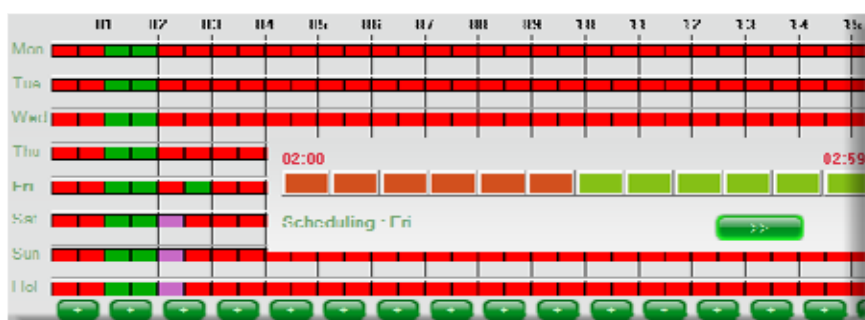 01 02 03 04 05 06 07 08 09 10 11 12 13 14 15
Mon
Tue
Wed
Thu
02:00 02:59
Fri
Sat
Scheduling : Fri
>>
Sun
Hol
+ + + + + + + + + + + + + + +